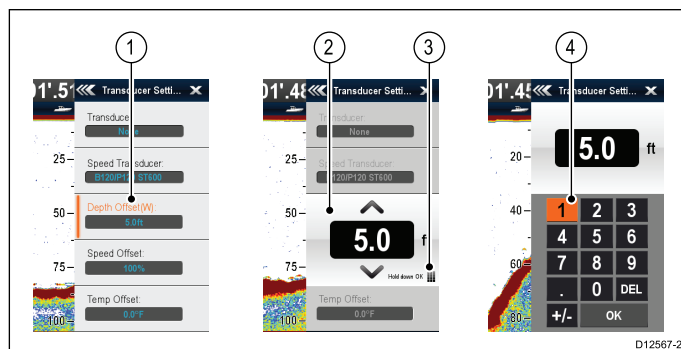 1
2
3
4
01'.5
Transducer Setti...
Transduce
None
Speed Transducer:
B120/P120 ST600
Depth Offset(W)
5.0ft
Speed Offset:
100%
Temp Offset:
0.0°F
25
50
75
100
01'.48
Transducer Setti...
Transducer:
None
Speed Transducer:
B120/P120 ST600
5.0
f
Hold down OK
Temp Offset:
0.0°F
25
50
75
100
01'.45
Transducer Setti...
5.0 ft
20
40
60
80
1 2 3
4 5 6
7 8 9
. 0 DEL
+/- OK
D12567-2